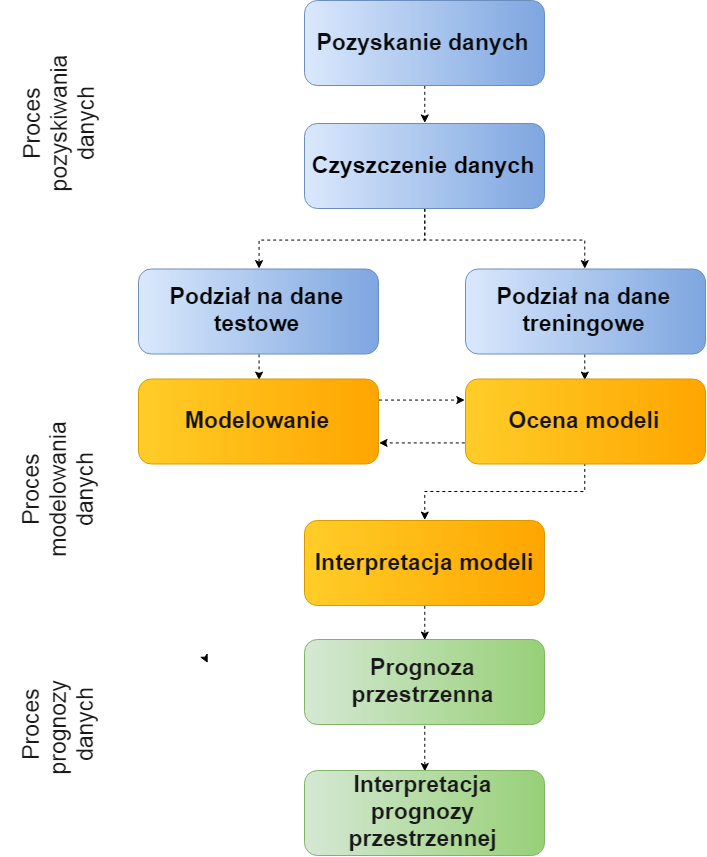 Pozyskanie danych
Proces
pozyskiwania
danych
Czyszczenie danych
Podział na dane
testowe
Podział na dane
treningowe
Modelowanie
Ocena modeli
Proces
modelowania
danych
Interpretacja modeli
Prognoza
przestrzenna
Proces
prognozy
danych
Interpretacja
prognozy
przestrzennej